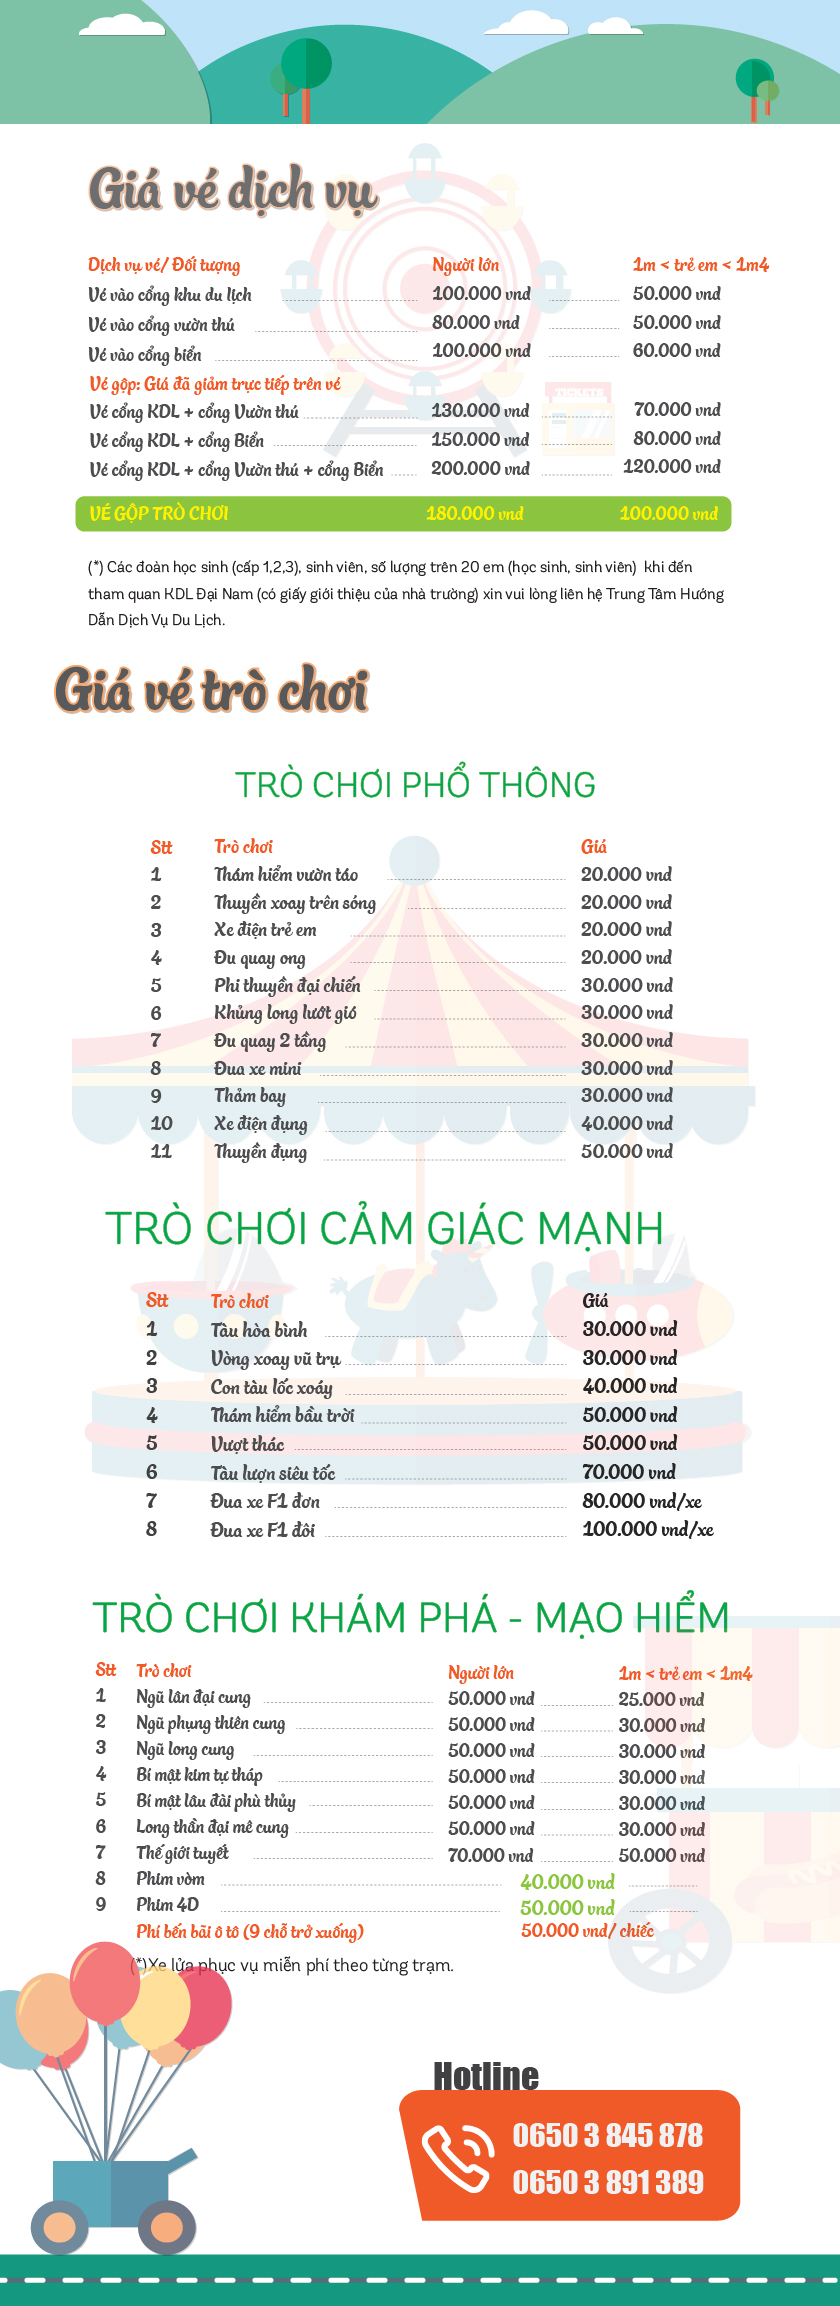 Giá vé dịch vụ
Dịch vụ vé/ Đối tượng Người lớn 1m < trẻ em < 1m4
Vé vào cổng khu du lịch 100.000 vnd 50.000 vnd
Vé vào cổng vườn thú 80.000 vnd 50.000 vnd
Vé vào cổng biển 100.000 vnd 60.000 vnd
Vé gộp: Giá đã giảm trực tiếp trên vé
Vé cổng KDL + cổng Vườn thú 130.000 vnd 70.000 vnd
Vé cổng KDL + cổng Biển 150.000 vnd 80.000 vnd
Vé cổng KDL + cổng Vườn thú + cổng Biển 200.000 vnd 120.000 vnd
TICKETS
VÉ GỘP TRÒ CHƠI 180.000 vnd 100.000 vnd
(*) Các đoàn học sinh (cấp 1,2,3), sinh viên, số lượng trên 20 em (học sinh, sinh viên) khi đến
tham quan KDL Đại Nam (có giấy giới thiệu của nhà trường) xin vui lòng liên hệ Trung Tâm Hướng
Dẫn Dịch Vụ Du Lịch.
Giá vé trò chơi
TRÒ CHƠI PHỔ THÔNG
Stt Trò chơi Giá
1 Thám hiểm vườn táo 20.000 vnd
2 Thuyền xoay trên sóng 20.000 vnd
3 Xe điện trẻ em 20.000 vnd
4 Đu quay ong 20.000 vnd
5 Phi thuyền đại chiến 30.000 vnd
6 Khủng long lướt gió 30.000 vnd
7 Đu quay 2 tầng 30.000 vnd
8 Đua xe mini 30.000 vnd
9 Thảm bay 30.000 vnd
10 Xe điện đụng 40.000 vnd
11 Thuyền đụng 50.000 vnd
TRÒ CHƠI CẢM GIÁC MẠNH
Stt Trò chơi Giá
1 Tàu hòa bình 30.000 vnd
2 Vòng xoay vũ trụ 30.000 vnd
3 Con tàu lốc xoáy 40.000 vnd
4 Thám hiểm bầu trời 50.000 vnd
5 Vượt thác 50.000 vnd
6 Tàu lượn siêu tốc 70.000 vnd
7 Đua xe F1 đơn 80.000 vnd/xe
8 Đua xe F1 đôi 100.000 vnd/xe
TRÒ CHƠI KHÁM PHÁ - MẠO HIỂM
Stt Trò chơi Người lớn 1m < trẻ em < 1m4
1 Ngũ lân đại cung 50.000 vnd 25.000 vnd
2 Ngũ phụng thiên cung 50.000 vnd 30.000 vnd
3 Ngũ long cung 50.000 vnd 30.000 vnd
4 Bí mật kim tự tháp 50.000 vnd 30.000 vnd
5 Bí mật lâu đài phù thủy 50.000 vnd 30.000 vnd
6 Long thần đại mê cung 50.000 vnd 30.000 vnd
7 Thế giới tuyết 70.000 vnd 50.000 vnd
8 Phim vòm 40.000 vnd
9 Phim 4D 50.000 vnd
Phí bến bãi ô tô (9 chỗ trở xuống) 50.000 vnd/ chiếc
(*)Xe lửa phục vụ miễn phí theo từng trạm.
Hotline
0650 3 845 878
0650 3 891 389